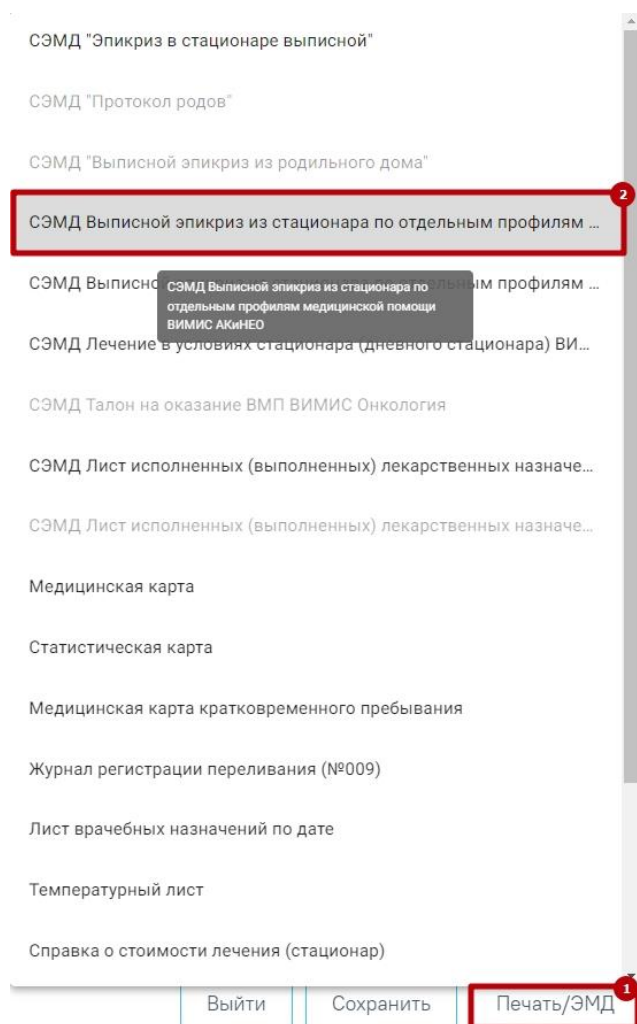 СЭМД "Эпикриз в стационаре выписной"
СЭМД "Протокол родов"
СЭМД "Выписной эпикриз из родильного дома"
2
СЭМД Выписной эпикриз из стационара по отдельным профилям ...
СЭМД Выписной ым профилям ...
СЭМД Выписной эпикриз из стационара по
отдельным профилям медицинской помощи
ВИМИС АКиНЕО
СЭМД Лечение в условиях стационара (дневного стационара) ВИ...
СЭМД Талон на оказание ВМП ВИМИС Онкология
СЭМД Лист исполненных (выполненных) лекарственных назначе...
СЭМД Лист исполненных (выполненных) лекарственных назначе...
Медицинская карта
Статистическая карта
Медицинская карта кратковременного пребывания
Журнал регистрации переливания (№009)
Лист врачебных назначений по дате
Температурный лист
Справка о стоимости лечения (стационар)
1
Выйти Сохранить Печать/ЭМД